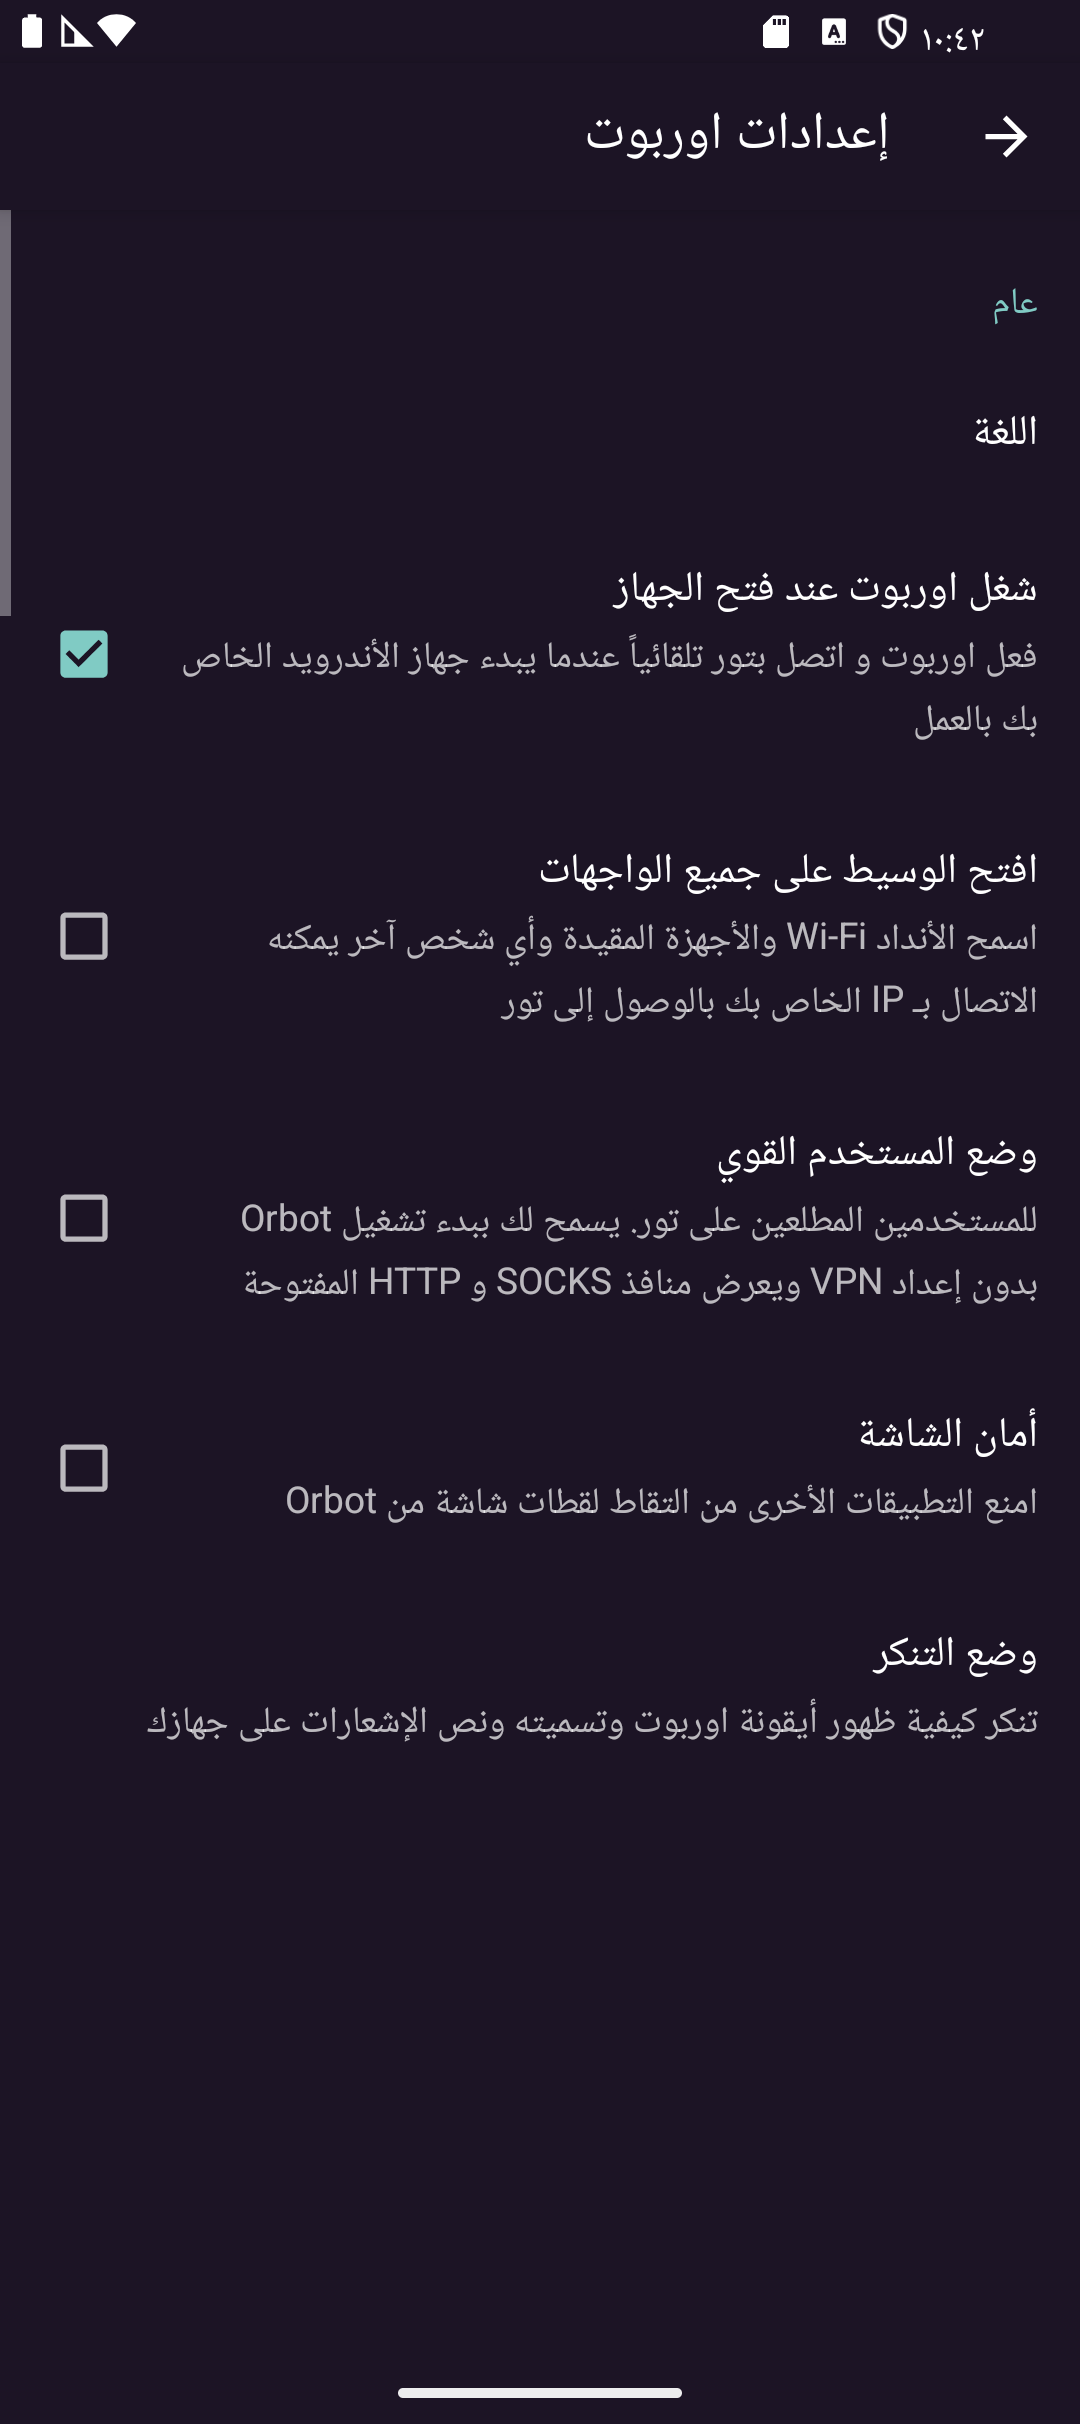 ١٠:٤٢
إعدادات اوربوت
عام
اللغة
شغل اوربوت عند فتح الجهاز
فعل اوربوت و اتصل بتور تلقائياً عندما يبدء جهاز الأندرويد الخاص
بك بالعمل
افتح الوسيط على جميع الواجهات
اسمح الأنداد Wi-Fi والأجهزة المقيدة وأي شخص آخر يمكنه
الاتصال بـ IP الخاص بك بالوصول إلى تور
وضع المستخدم القوي
للمستخدمين المطلعين على تور. يسمح لك ببدء تشغيل Orbot
بدون إعداد VPN ويعرض منافذ SOCKS و HTTP المفتوحة
أمان الشاشة
امنع التطبيقات الأخرى من التقاط لقطات شاشة من Orbot
وضع التنكر
تنكر كيفية ظهور أيقونة اوربوت وتسميته ونص الإشعارات على جهازك